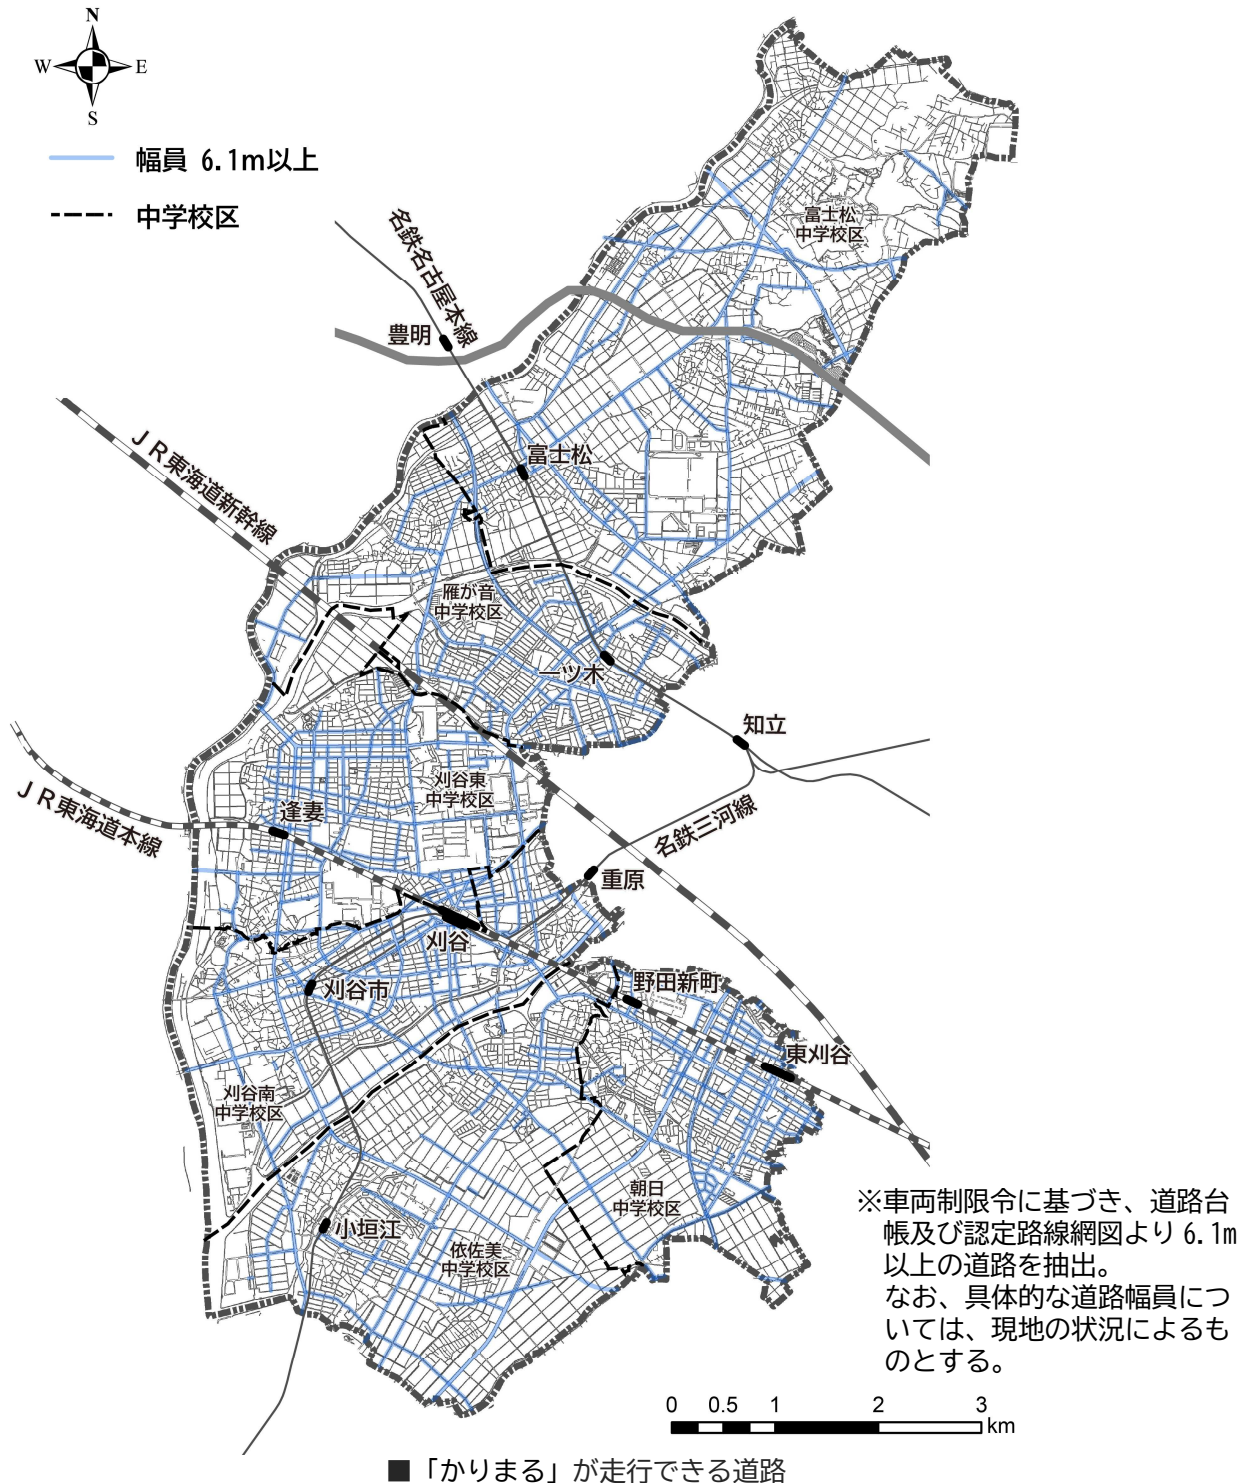 N
W
E
S
幅員 6.1m以上
中学校区
富士松
中学校区
名鉄名古屋本線
豊明
ＪＲ東海道新幹線
富士松
雁が音
中学校区
一ツ木
知立
ＪＲ東海道本線
刈谷東
中学校区
逢妻
名鉄三河線
重原
刈谷
刈谷市
野田新町
東刈谷
刈谷南
中学校区
朝日
中学校区
小垣江
依佐美
中学校区
※車両制限令に基づき、道路台
帳及び認定路線網図より 6.1m
以上の道路を抽出。
なお、具体的な道路幅員につ
いては、現地の状況によるも
のとする。
0 0.5 1 2 3
km
■「かりまる」が走行できる道路